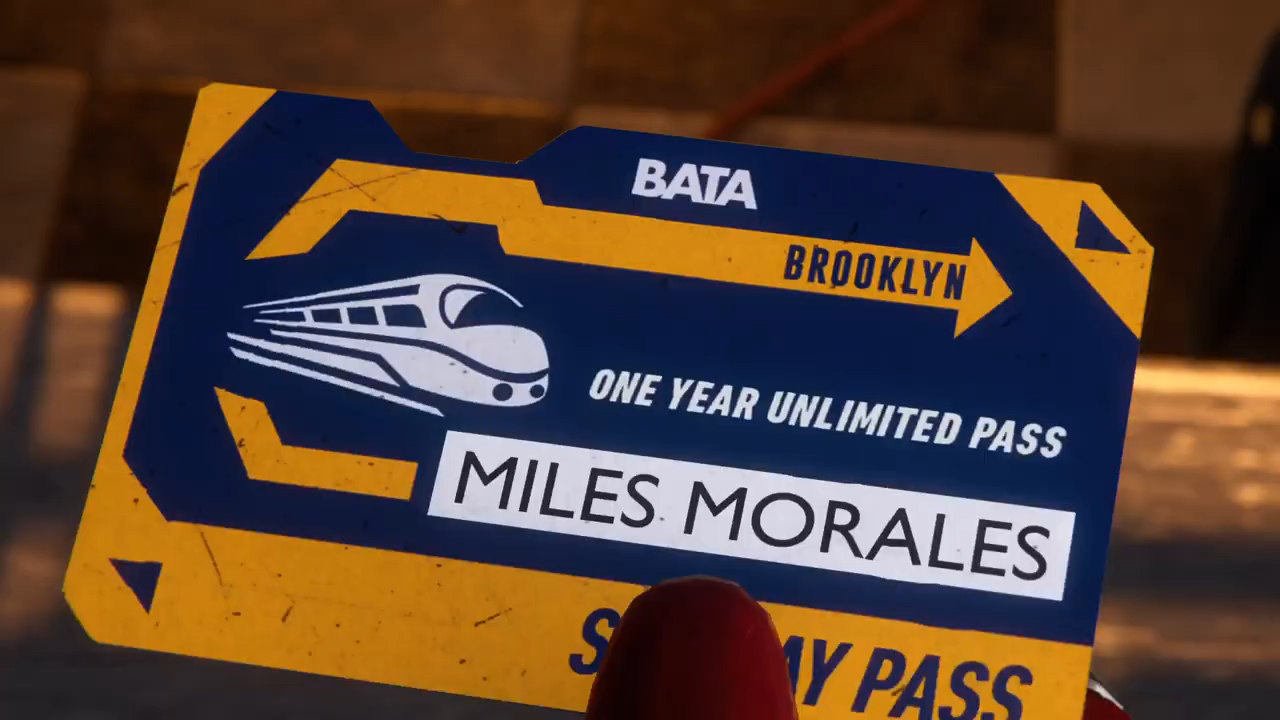 BATA
BROOKLYN
ONE YEAR UNLIMITED PASS
MILES MORALES
PASS